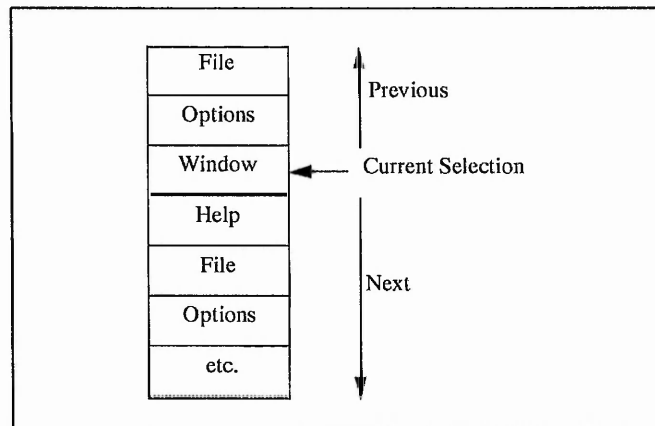 File
Previous
Options
Window
Current Selection
Help
File
Next
Options
etc.